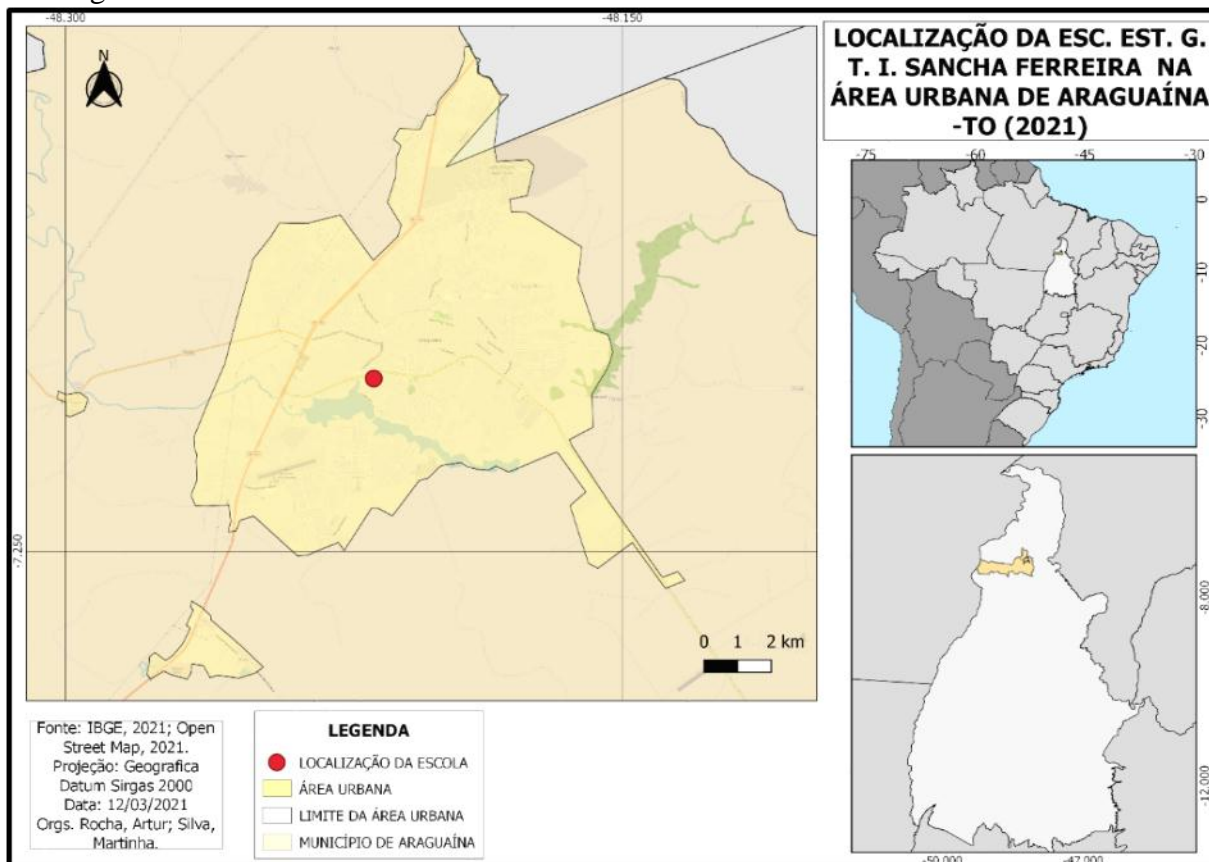 -48.300
-48.150
N
-7.250
0 1 2 km
LOCALIZAÇÃO DA ESC. EST. G.
T. I. SANCHA FERREIRA NA
ÁREA URBANA DE ARAGUAÍNA
-TO (2021)
-75 -60 -45 -30
0
-10
-20
-30
-8.000
-12.000
-50.000 -47.000
Fonte: IBGE, 2021; Open
Street Map, 2021.
Projeção: Geografica
Datum Sirgas 2000
Data: 12/03/2021
Orgs. Rocha, Artur; Silva,
Martinha.
LEGENDA
LOCALIZAÇÃO DA ESCOLA
ÁREA URBANA
LIMITE DA ÁREA URBANA
MUNICÍPIO DE ARAGUAÍNA